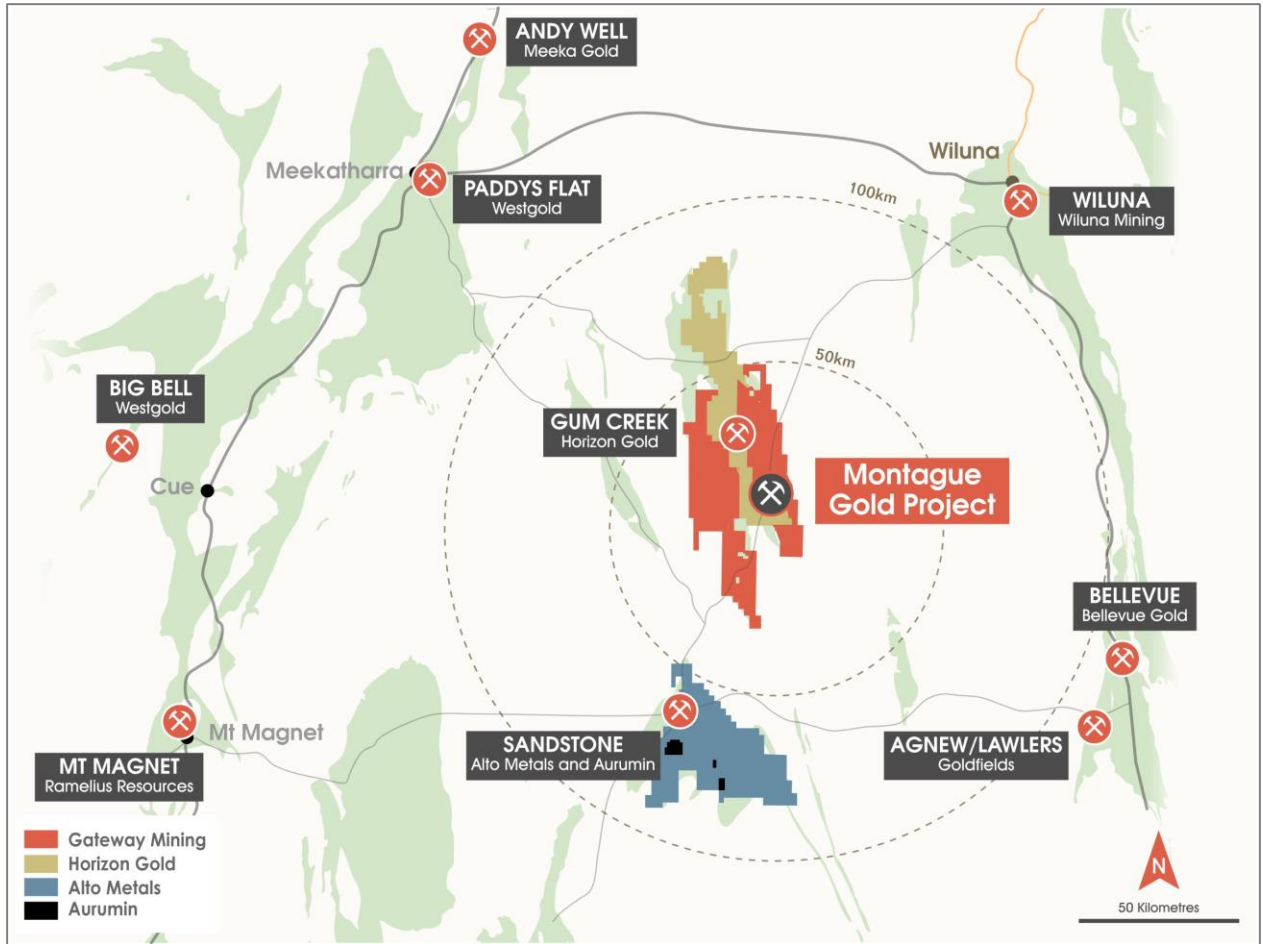 ANDY WELL
Meeka Gold
Meekatharra
PADDYS FLAT
Westgold
Wiluna
WILUNA
Wiluna Mining
100km
50km
BIG BELL
Westgold
Cue
GUM CREEK
Horizon Gold
Montague
Gold Project
BELLEVUE
Bellevue Gold
Mt Magnet
MT MAGNET
Ramelius Resources
SANDSTONE
Alto Metals and Aurumin
AGNEW/LAWLERS
Goldfields
Gateway Mining
Horizon Gold
Alto Metals
Aurumin
N
50 Kilometres